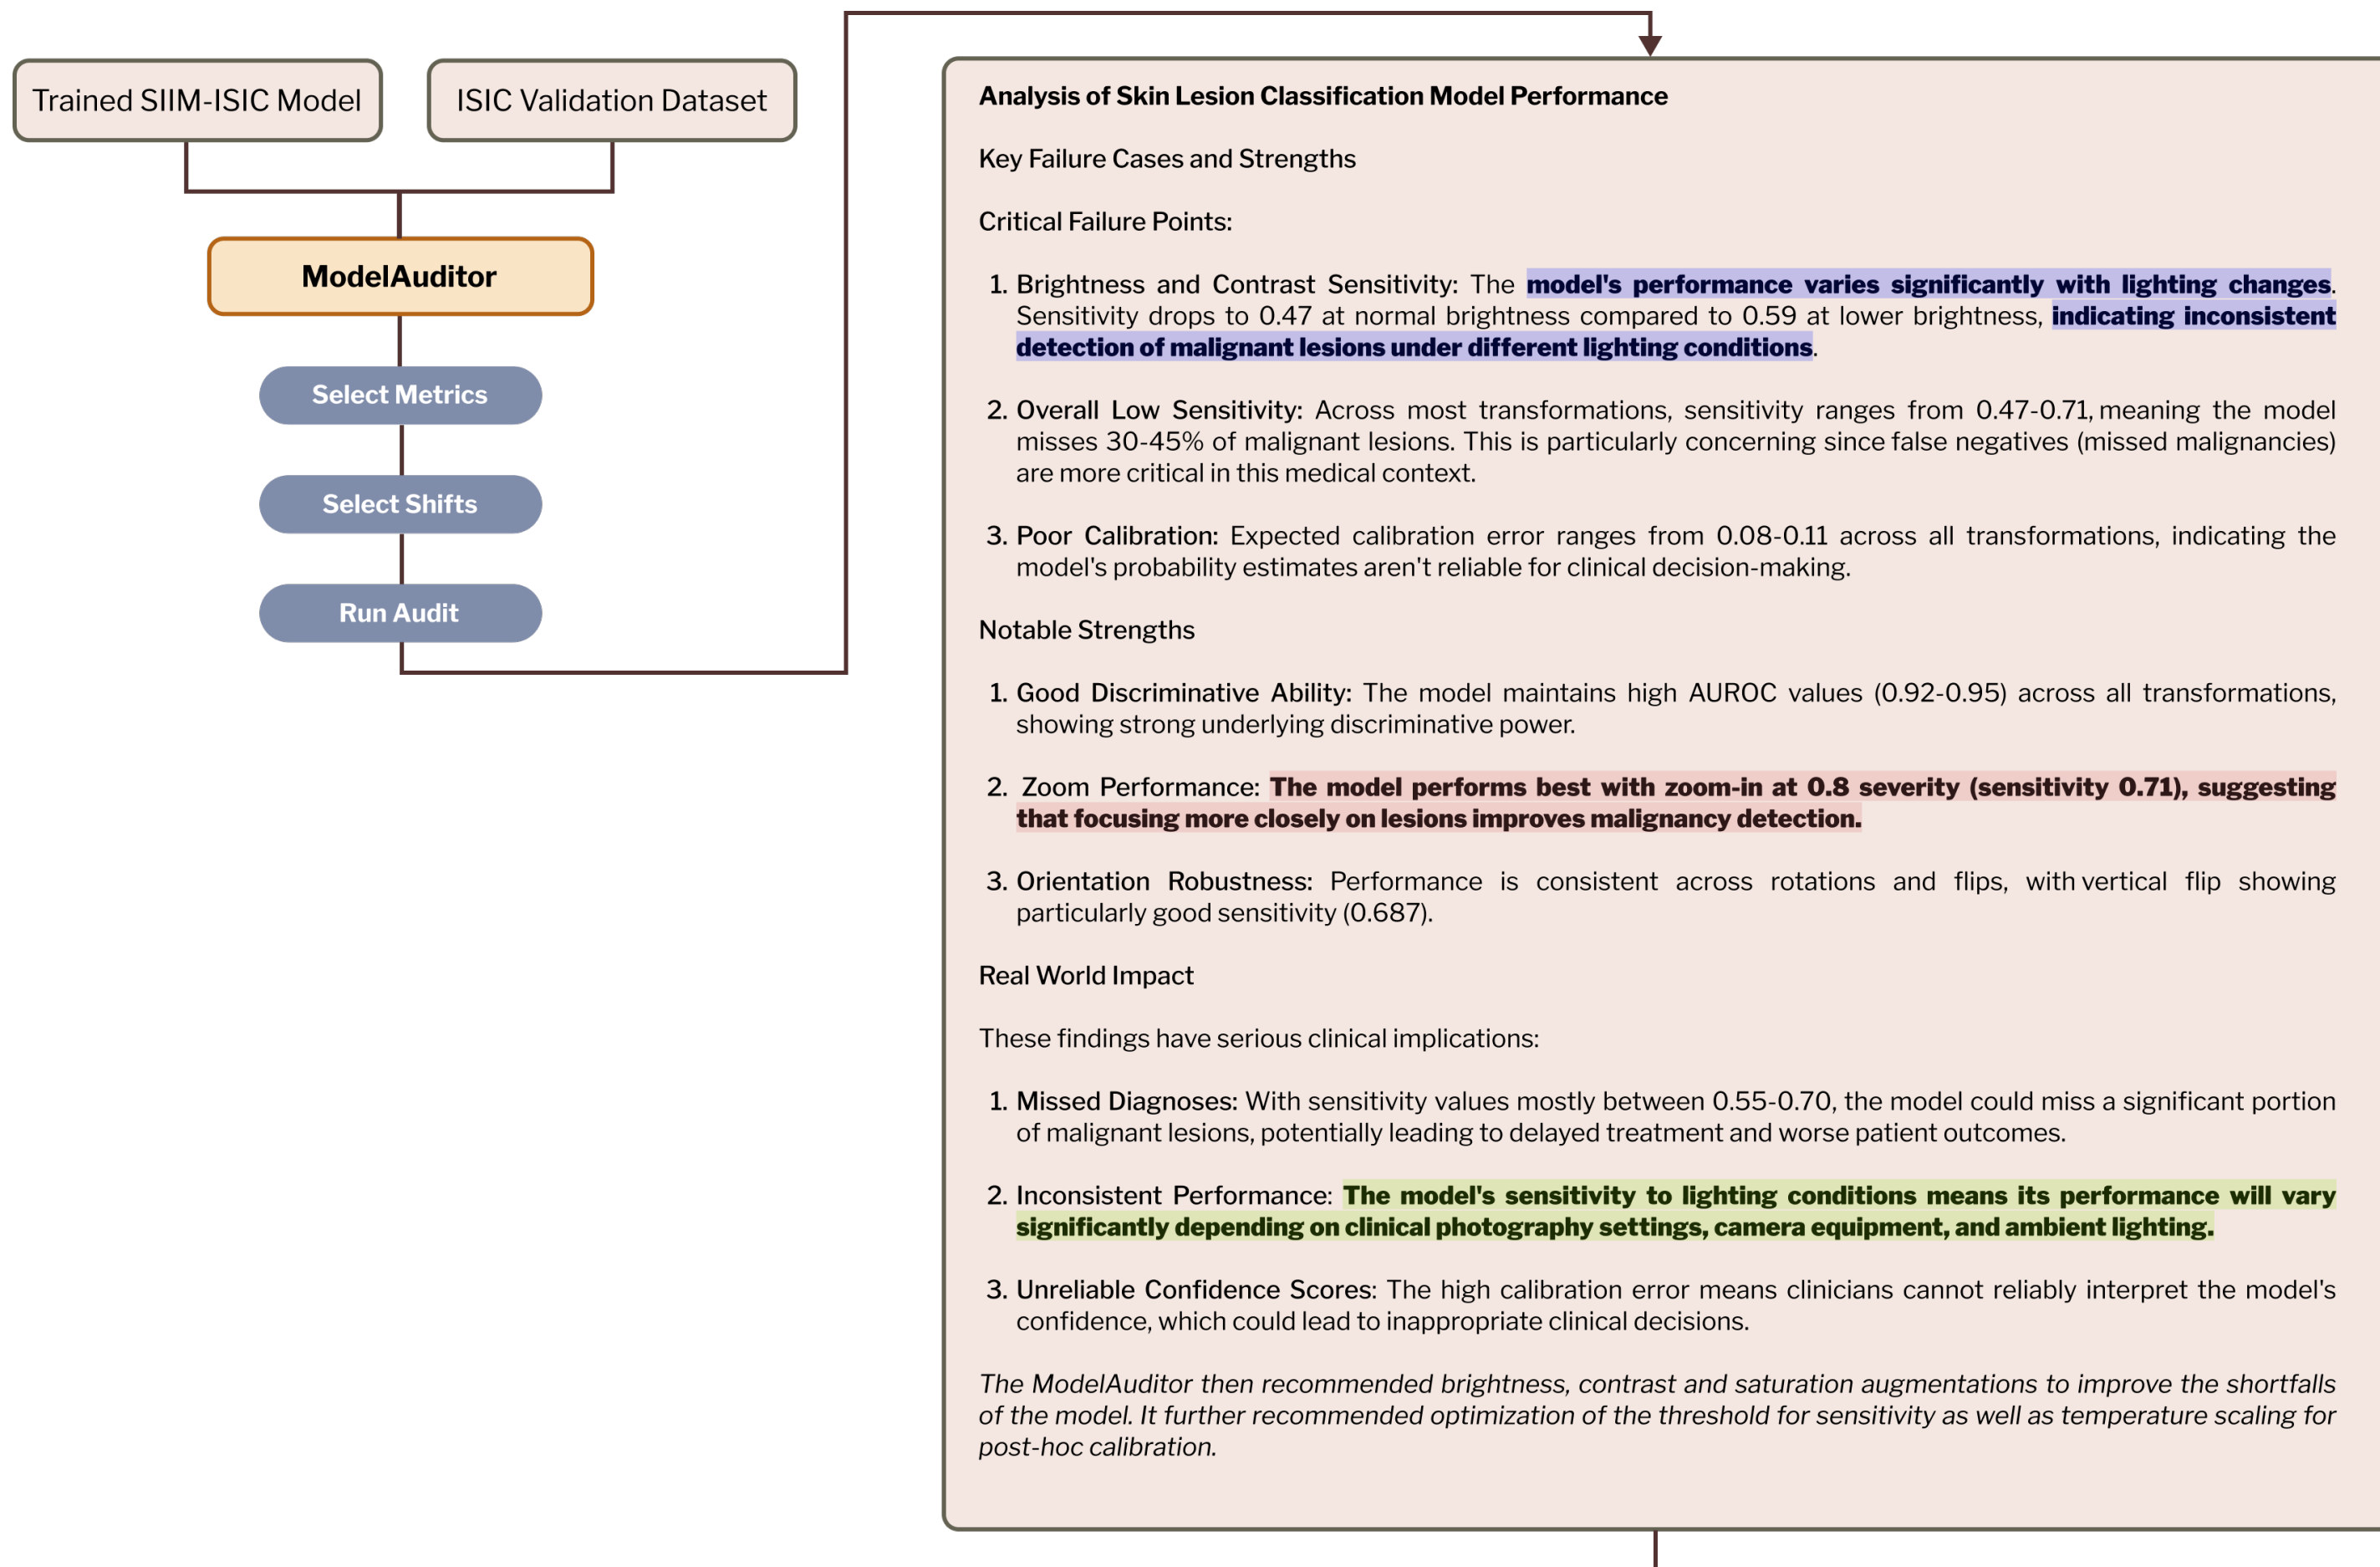 Trained SIIM-ISIC Model
ISIC Validation Dataset
ModelAuditor
Select Metrics
Select Shifts
Run Audit
Analysis of Skin Lesion Classification Model Performance
Key Failure Cases and Strengths
Critical Failure Points:
1. Brightness and Contrast Sensitivity: The model's performance varies significantly with lighting changes.
Sensitivity drops to 0.47 at normal brightness compared to 0.59 at lower brightness, indicating inconsistent
detection of malignant lesions under different lighting conditions.
2. Overall Low Sensitivity: Across most transformations, sensitivity ranges from 0.47-0.71, meaning the model
misses 30-45% of malignant lesions. This is particularly concerning since false negatives (missed malignancies)
are more critical in this medical context.
3. Poor Calibration: Expected calibration error ranges from 0.08-0.11 across all transformations, indicating the
model's probability estimates aren't reliable for clinical decision-making.
Notable Strengths
1. Good Discriminative Ability: The model maintains high AUROC values (0.92-0.95) across all transformations,
showing strong underlying discriminative power.
2. Zoom Performance: The model performs best with zoom-in at 0.8 severity (sensitivity 0.71), suggesting
that focusing more closely on lesions improves malignancy detection.
3. Orientation Robustness: Performance is consistent across rotations and flips, with vertical flip showing
particularly good sensitivity (0.687).
Real World Impact
These findings have serious clinical implications:
1. Missed Diagnoses: With sensitivity values mostly between 0.55-0.70, the model could miss a significant portion
of malignant lesions, potentially leading to delayed treatment and worse patient outcomes.
2. Inconsistent Performance: The model's sensitivity to lighting conditions means its performance will vary
significantly depending on clinical photography settings, camera equipment, and ambient lighting.
3. Unreliable Confidence Scores: The high calibration error means clinicians cannot reliably interpret the model's
confidence, which could lead to inappropriate clinical decisions.
The ModelAuditor then recommended brightness, contrast and saturation augmentations to improve the shortfalls
of the model. It further recommended optimization of the threshold for sensitivity as well as temperature scaling for
post-hoc calibration.